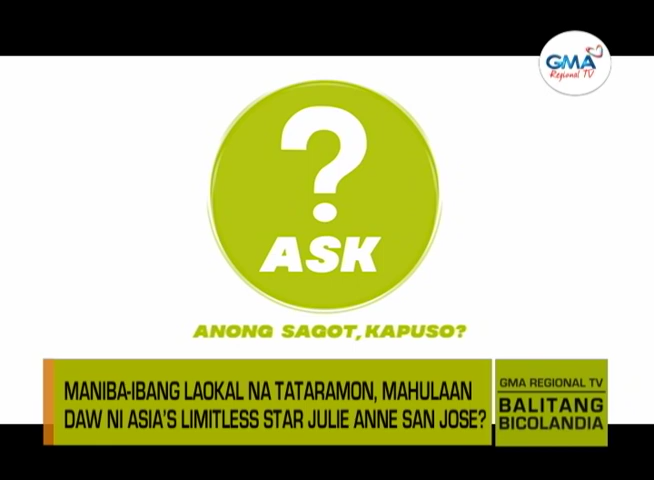 GMA
Regional TV
?
ASK
ANONG SAGOT, KAPUSO?
MANIBA-IBANG LAOKAL NA TATARAMON, MAHULAAN
DAW NI ASIA'S LIMITLESS STAR JULIE ANNE SAN JOSE?
GMA REGIONAL TV
BALITANG
BICOLANDIA